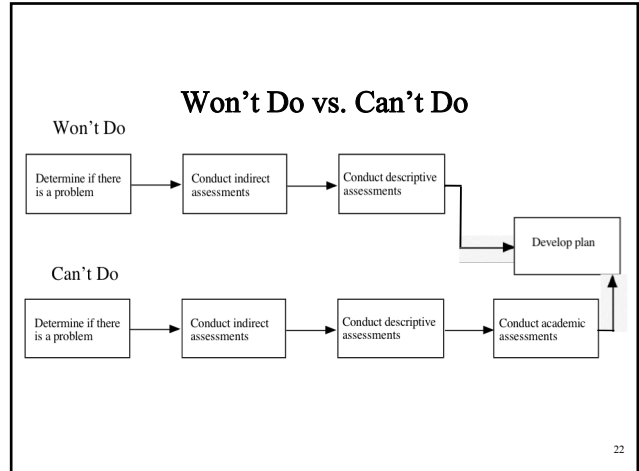 Won't Do vs. Can't Do
Won't Do
Determine if there
is a problem
Conduct indirect
assessments
Conduct descriptive
assessments
Develop plan
Can't Do
Determine if there
is a problem
Conduct indirect
assessments
Conduct descriptive
assessments
Conduct academic
assessments
22